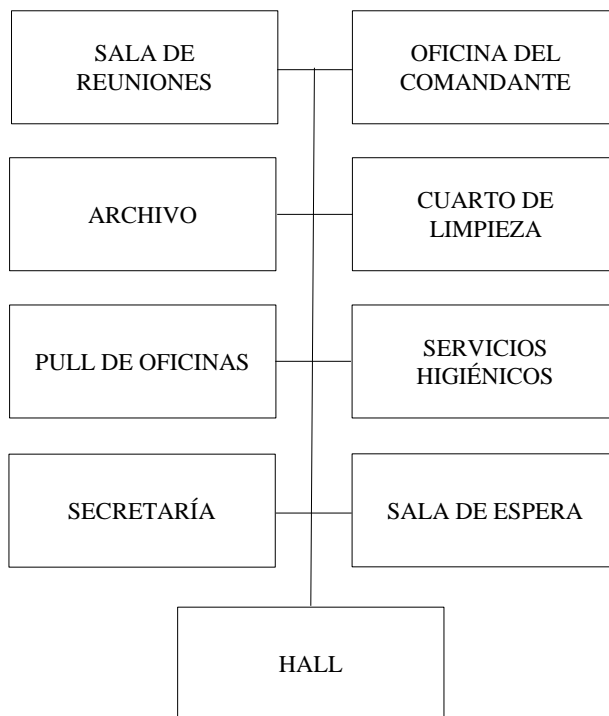 SALA DE
REUNIONES
OFICINA DEL
COMANDANTE
ARCHIVO
CUARTO DE
LIMPIEZA
PULL DE OFICINAS
SERVICIOS
HIGIÉNICOS
SECRETARÍA
SALA DE ESPERA
HALL